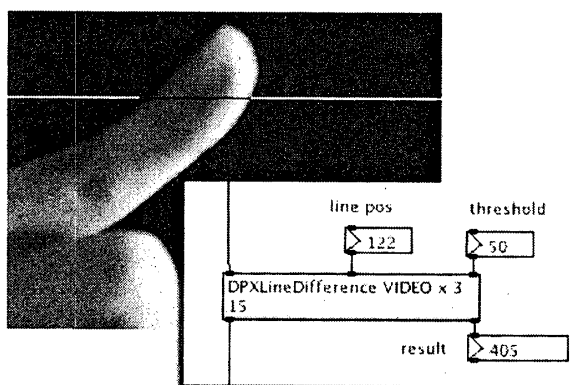 line pos
threshold
122
50
DPXLineDifference VIDEO x 3
15
result
405